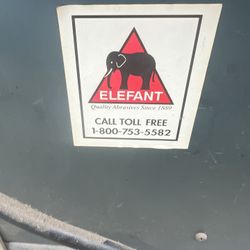 ELEFANT
Quality Abrasives Since 1889
CALL TOLL FREE
1-800-753-5582